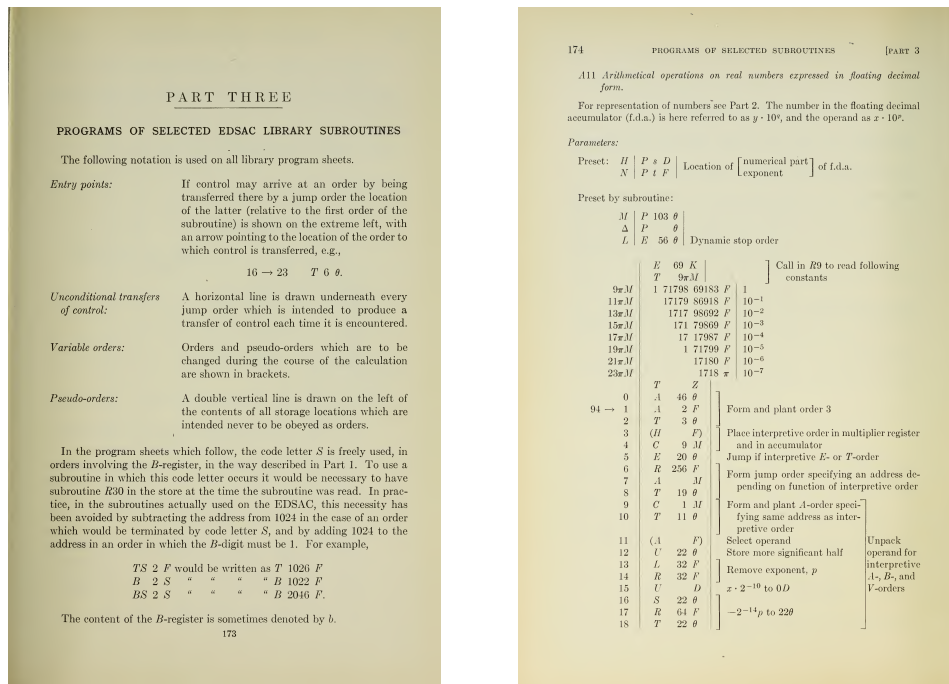 PART THREE
PROGRAMS OF SELECTED EDSAC LIBRARY SUBROUTINES
The following notation is used on all library program sheets.
Entry points: If control may arrive at an order by being
transferred there by a jump order the location
of the latter (relative to the first order of the
subroutine) is shown on the extreme left, with
an arrow pointing to the location of the order to
which control is transferred, e.g.,
16 → 23 T 6 θ.
Unconditional transfers A horizontal line is drawn underneath every
of control: jump order which is intended to produce a
transfer of control each time it is encountered.
Variable orders: Orders and pseudo-orders which are to be
changed during the course of the calculation
are shown in brackets.
Pseudo-orders: A double vertical line is drawn on the left of
the contents of all storage locations which are
intended never to be obeyed as orders.
In the program sheets which follow, the code letter S is freely used, in
orders involving the B-register, in the way described in Part 1. To use a
subroutine in which this code letter occurs it would be necessary to have
subroutine R30 in the store at the time the subroutine was read. In prac-
tice, in the subroutines actually used on the EDSAC, this necessity has
been avoided by subtracting the address from 1024 in the case of an order
which would be terminated by code letter S, and by adding 1024 to the
address in an order in which the B-digit must be 1. For example,
TS 2 F would be written as T 1026 F
B 2 S " " " " B 1022 F
BS 2 S " " " " B 2046 F.
The content of the B-register is sometimes denoted by b.
173
174 PROGRAMS OF SELECTED SUBROUTINES [PART 3
A11 Arithmetical operations on real numbers expressed in floating decimal
form.
For representation of numbers see Part 2. The number in the floating decimal
accumulator (f.d.a.) is here referred to as y · 10^q, and the operand as x · 10^p.
Parameters:
Preset: H P s D Location of [numerical part] of f.d.a.
N P t F [exponent]
Preset by subroutine:
M P 103 θ
Δ P θ
L E 56 θ Dynamic stop order
E 69 K Call in R9 to read following
T 9πM constants
9πM 1 71798 69183 F 1
11πM 17179 86918 F 10⁻¹
13πM 1717 98692 F 10⁻²
15πM 171 79869 F 10⁻³
17πM 17 17987 F 10⁻⁴
19πM 1 71799 F 10⁻⁵
21πM 17180 F 10⁻⁶
23πM 1718 π 10⁻⁷
T Z
0 A 46 θ
94 → 1 A 2 F Form and plant order 3
2 T 3 θ
3 (H F) Place interpretive order in multiplier register
4 C 9 M and in accumulator
5 E 20 θ Jump if interpretive E- or T-order
6 R 256 F Form jump order specifying an address de-
7 A M pending on function of interpretive order
8 T 19 θ
9 C 1 M Form and plant A-order speci-
10 T 11 θ fying same address as inter-
pretive order
11 (A F) Select operand Unpack
12 U 22 θ Store more significant half operand for
13 L 32 F Remove exponent, p interpretive
14 R 32 F A-, B-, and
15 U D x · 2⁻¹⁰ to 0D V-orders
16 S 22 θ
17 R 64 F −2⁻¹⁴p to 22θ
18 T 22 θ